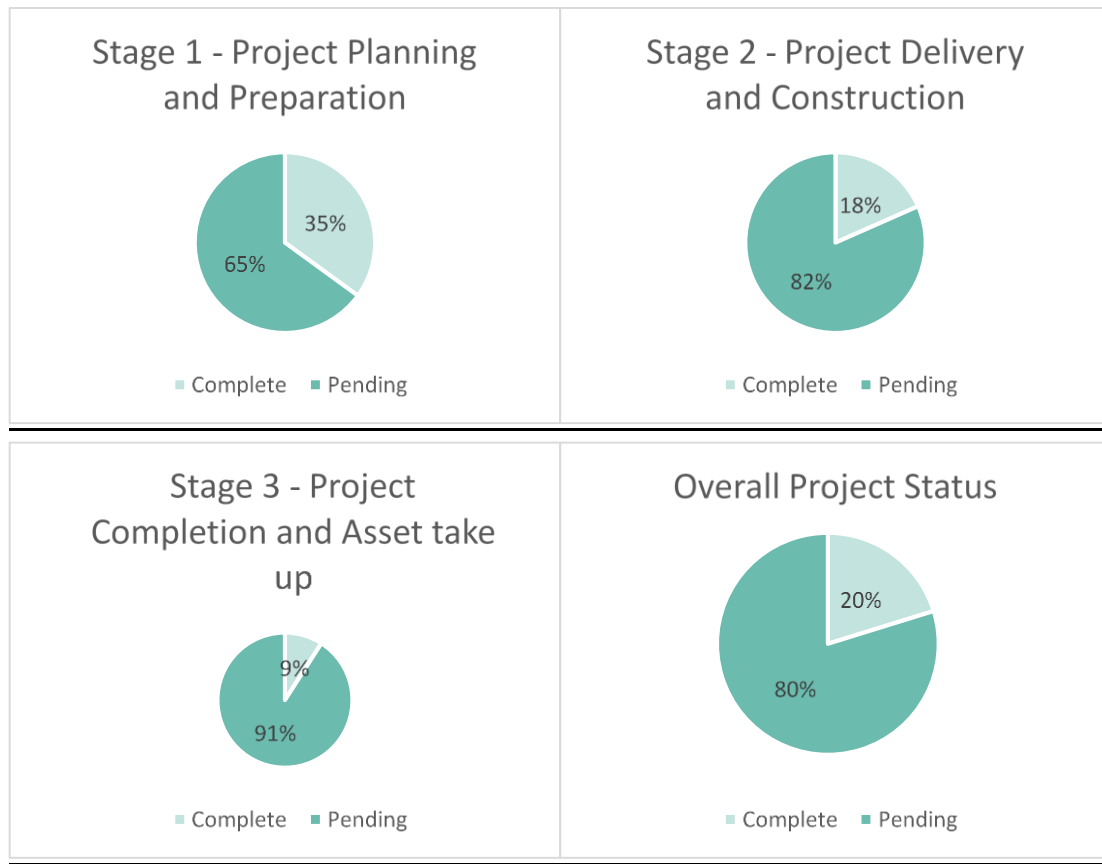 Stage 1 - Project Planning
and Preparation
35%
65%
Complete Pending
Stage 2 - Project Delivery
and Construction
18%
82%
Complete Pending
Stage 3 - Project
Completion and Asset take
up
9%
91%
Complete Pending
Overall Project Status
20%
80%
Complete Pending